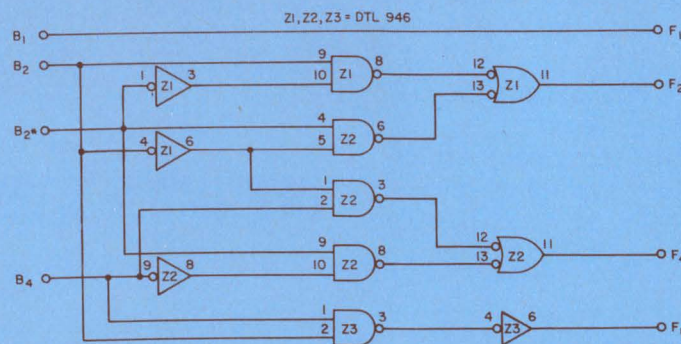 Z1, Z2, Z3 = DTL 946
B1 F1
B2 9 8
1 Z1 3 10 Z1 12
13 Z1 11 F2
B2* 4 6
4 Z1 6 5 Z2
1 3
2 Z2
12
9 8 13 Z2 11
B4 9 Z2 8 10 Z2
1 3 4 Z3 6
2 Z3